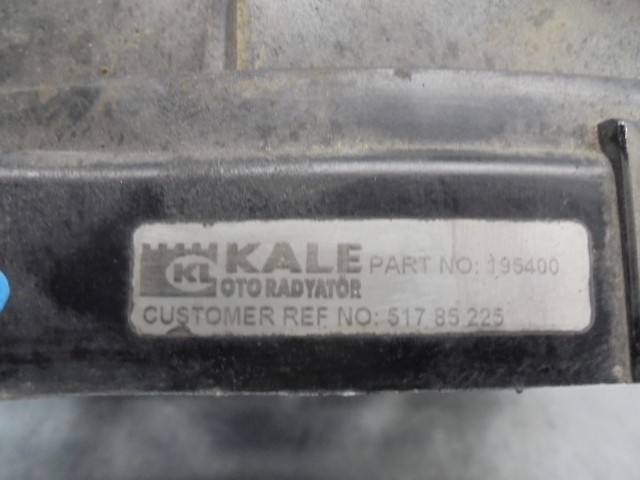 KL KALE PART NO: 195400
OTO RADYATÖR
CUSTOMER REF NO: 517 85 225